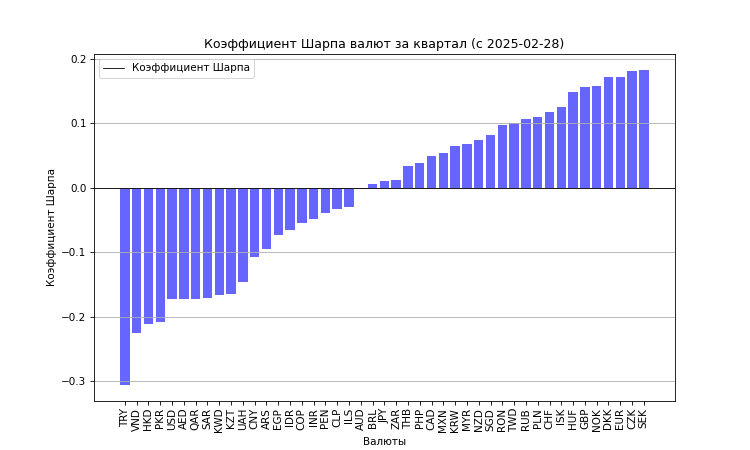 Коэффициент Шарпа валют за квартал (с 2025-02-28)
Коэффициент Шарпа
Коэффициент Шарпа
0.2
0.1
0.0
−0.1
−0.2
−0.3
TRY VND HKD PKR USD AED QAR SAR KWD KZT UAH CNY ARS EGP IDR COP INR PEN CLP ILS AUD BRL JPY ZAR THB PHP CAD MXN KRW MYR NZD SGD RON TWD RUB PLN CHF ISK HUF GBP NOK DKK EUR CZK SEK
Валюты